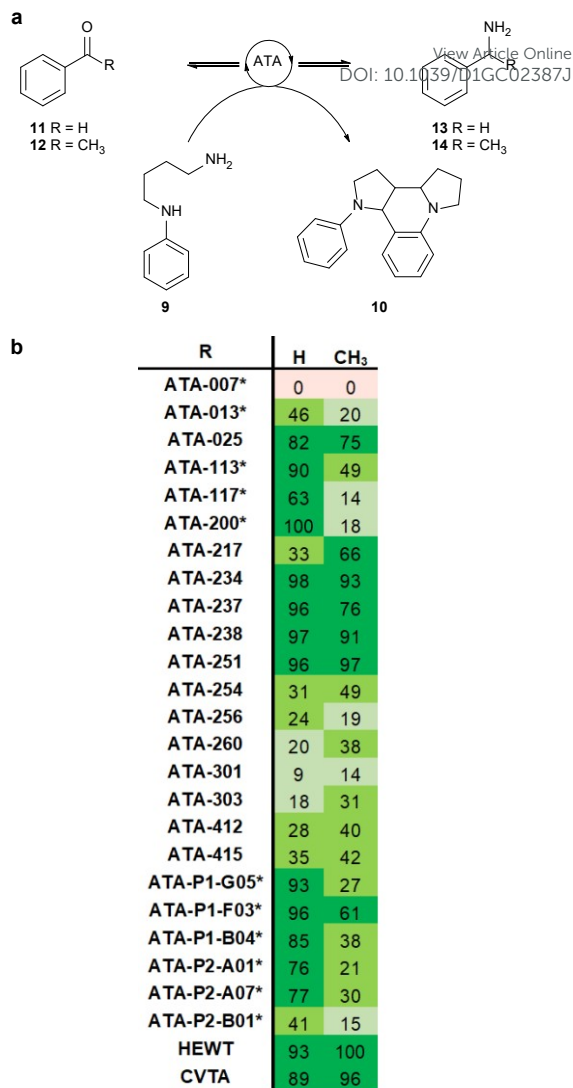 a
O
R
11 R = H
12 R = CH₃
ATA
NH₂
R
13 R = H
14 R = CH₃
View Article Online
DOI: 10.1039/D1GC02387J
NH₂
NH
9
N
N
10
b
R H CH₃
ATA-007* 0 0
ATA-013* 46 20
ATA-025 82 75
ATA-113* 90 49
ATA-117* 63 14
ATA-200* 100 18
ATA-217 33 66
ATA-234 98 93
ATA-237 96 76
ATA-238 97 91
ATA-251 96 97
ATA-254 31 49
ATA-256 24 19
ATA-260 20 38
ATA-301 9 14
ATA-303 18 31
ATA-412 28 40
ATA-415 35 42
ATA-P1-G05* 93 27
ATA-P1-F03* 96 61
ATA-P1-B04* 85 38
ATA-P2-A01* 76 21
ATA-P2-A07* 77 30
ATA-P2-B01* 41 15
HEWT 93 100
CVTA 89 96